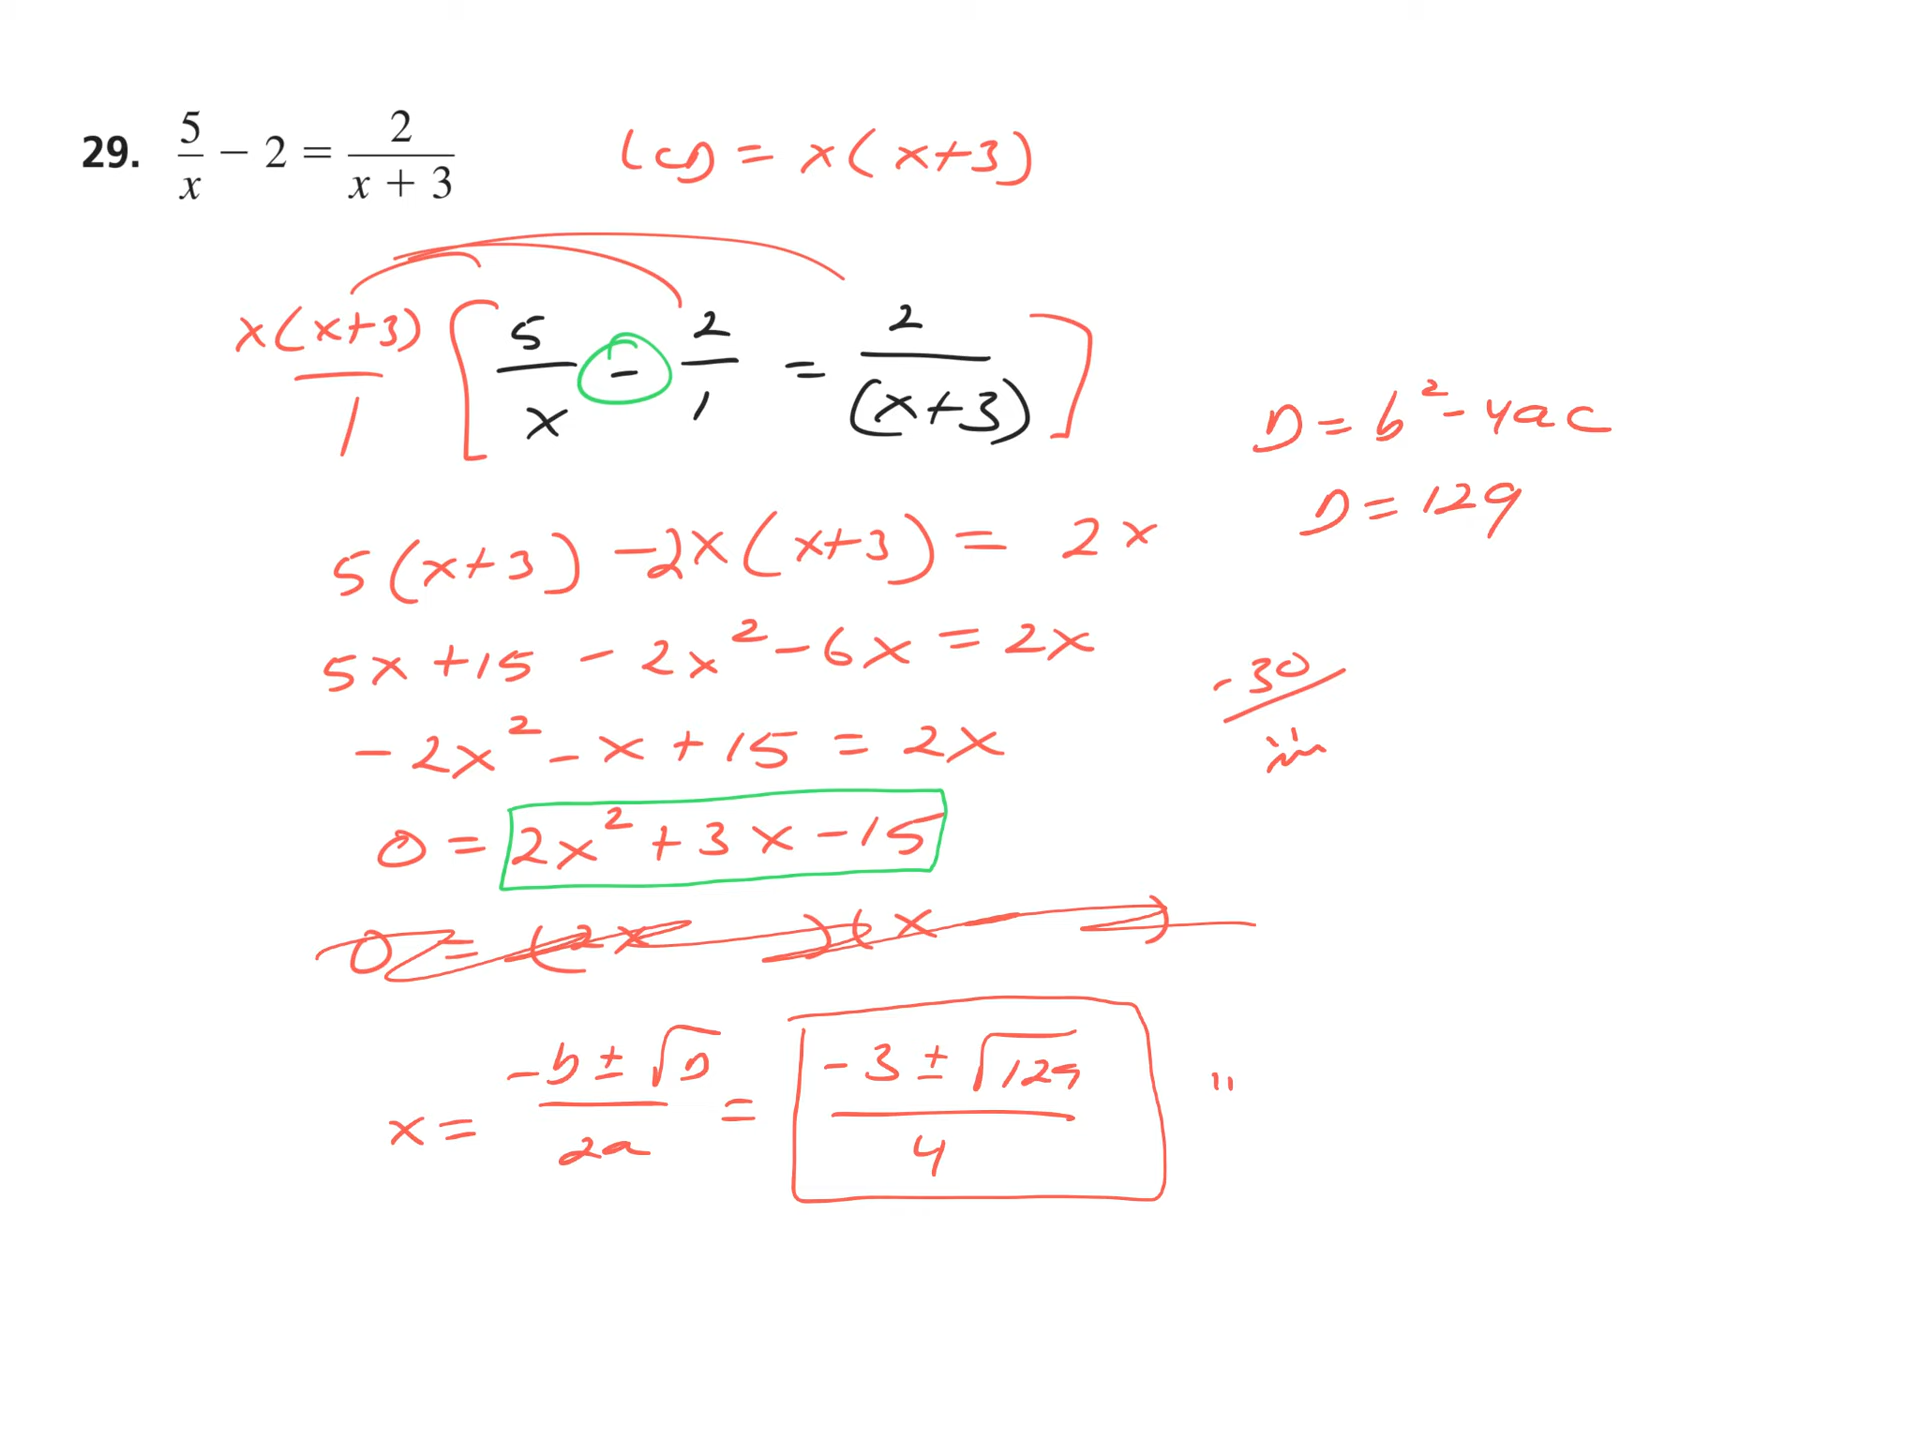 29. 5/x − 2 = 2/(x + 3)
LCD = x(x+3)
x(x+3)/1 [ 5/x - 2/1 = 2/(x+3) ]
D = b² - 4ac
D = 129
5(x+3) - 2x(x+3) = 2x
5x + 15 - 2x² - 6x = 2x
-30
-2x² - x + 15 = 2x
0 = 2x² + 3x - 15
0 = (2x )(x )
x = (-b ± √D)/2a = (-3 ± √129)/4